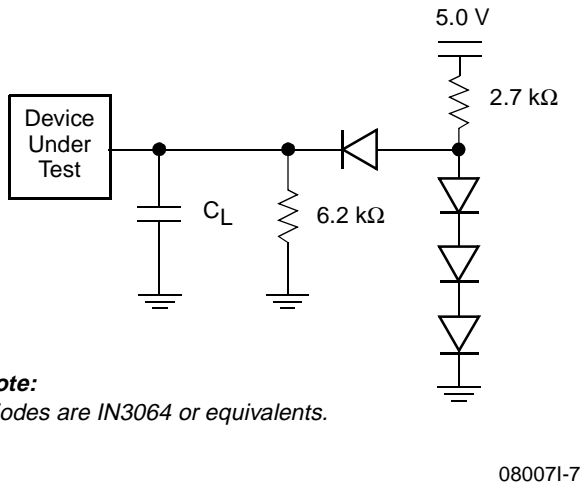 5.0 V
2.7 kΩ
Device
Under
Test
CL
6.2 kΩ
ote:
iodes are IN3064 or equivalents.
08007I-7